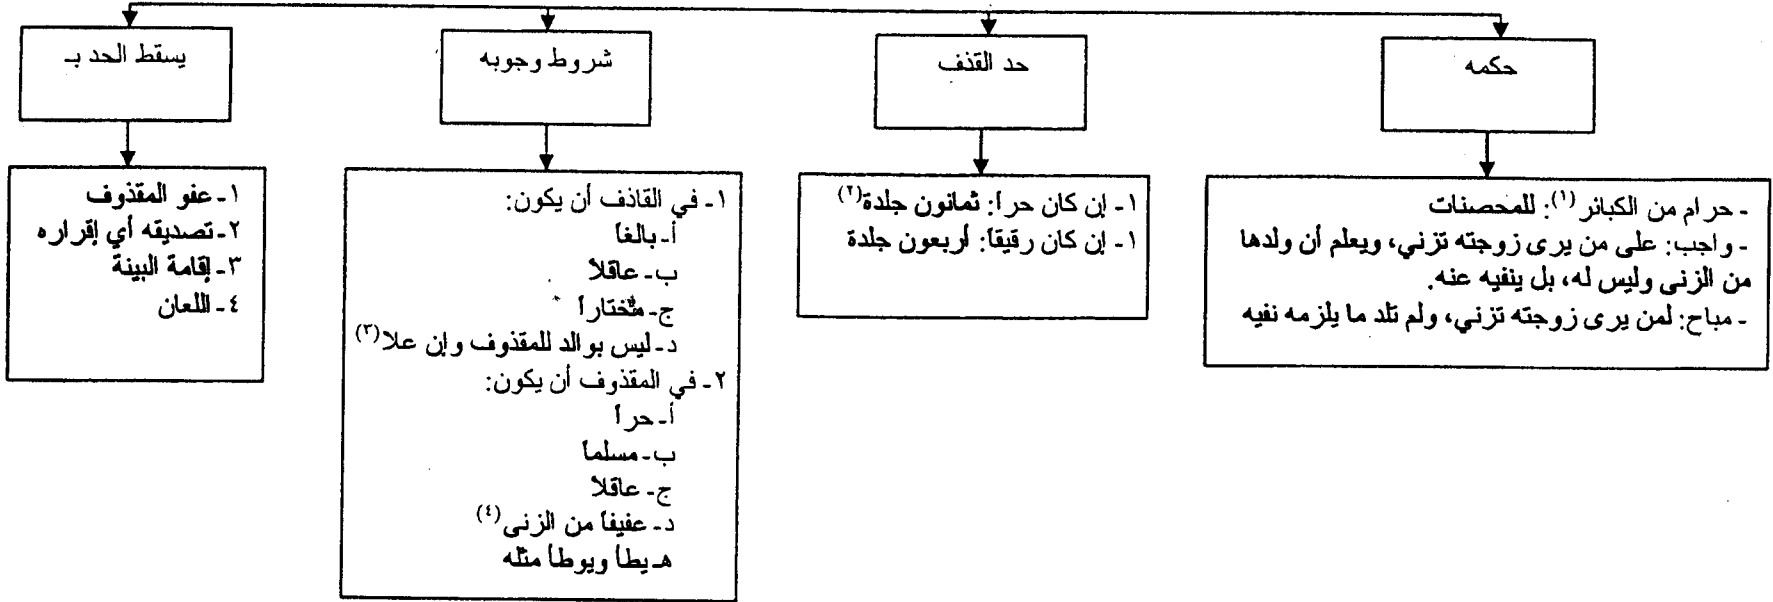 حكمه
- حرام من الكبائر (١): للمحصنات
- واجب: على من يرى زوجته تزني، ويعلم أن ولدها
من الزنى وليس له، بل ينفيه عنه.
- مباح: لمن يرى زوجته تزني، ولم تلد ما يلزمه نفيه
حد القذف
١- إن كان حراً: ثمانون جلدة(٢)
١- إن كان رقيقاً: أربعون جلدة
شروط وجوبه
١- في القاذف أن يكون:
أ- بالغاً
ب- عاقلاً
ج- مختاراً
د- ليس بوالد للمقذوف وإن علا(٣)
٢- في المقذوف أن يكون:
أ- حراً
ب- مسلماً
ج- عاقلاً
د- عفيفاً من الزنى(٤)
هـ يطأ ويوطأ مثله
يسقط الحد بـ
١- عفو المقذوف
٢- تصديقه أي إقراره
٣- إقامة البينة
٤- اللعان